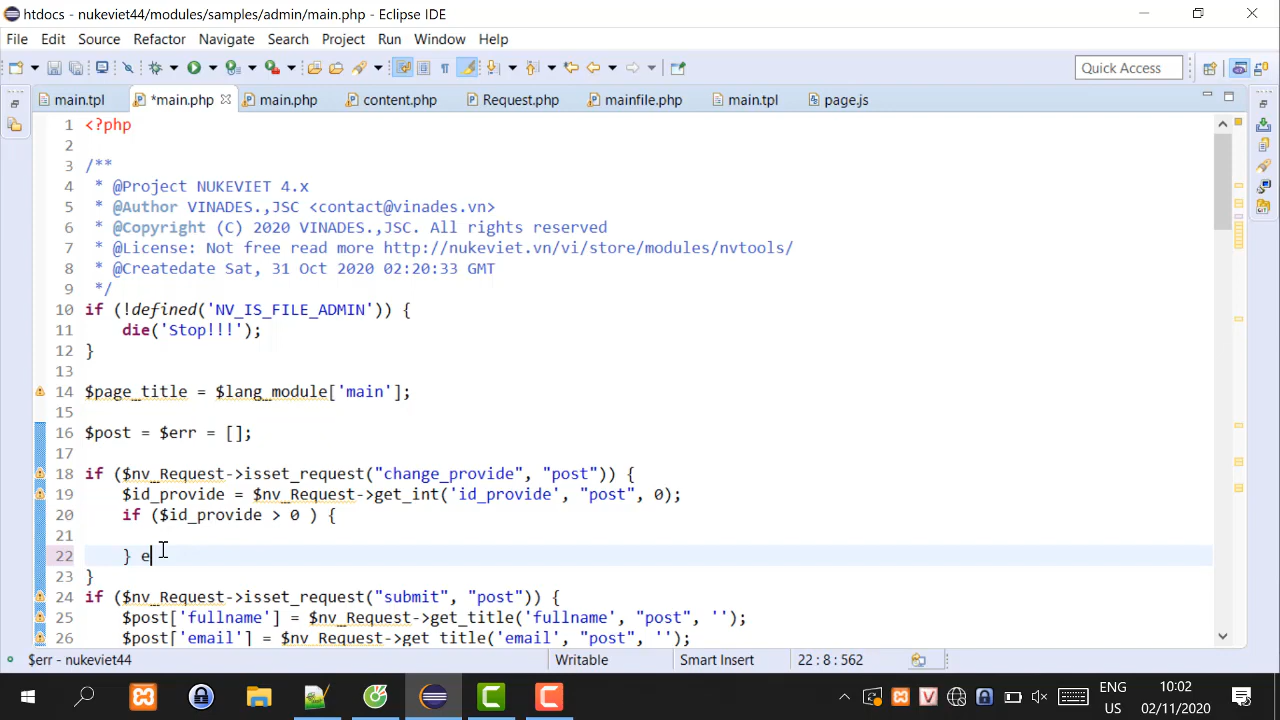 htdocs - nukeviet44/modules/samples/admin/main.php - Eclipse IDE
File Edit Source Refactor Navigate Search Project Run Window Help
Quick Access
main.tpl *main.php main.php content.php Request.php mainfile.php main.tpl page.js
1 <?php
2
3 /**
4 * @Project NUKEVIET 4.x
5 * @Author VINADES.,JSC <contact@vinades.vn>
6 * @Copyright (C) 2020 VINADES.,JSC. All rights reserved
7 * @License: Not free read more http://nukeviet.vn/vi/store/modules/nvtools/
8 * @Createdate Sat, 31 Oct 2020 02:20:33 GMT
9 */
10 if (!defined('NV_IS_FILE_ADMIN')) {
11 die('Stop!!!');
12 }
13
14 $page_title = $lang_module['main'];
15
16 $post = $err = [];
17
18 if ($nv_Request->isset_request("change_provide", "post")) {
19 $id_provide = $nv_Request->get_int('id_provide', "post", 0);
20 if ($id_provide > 0 ) {
21
22 } e
23 }
24 if ($nv_Request->isset_request("submit", "post")) {
25 $post['fullname'] = $nv_Request->get_title('fullname', "post", '');
26 $post['email'] = $nv_Request->get_title('email', "post", '');
$err - nukeviet44 Writable Smart Insert 22 : 8 : 562
ENG 10:02
US 02/11/2020